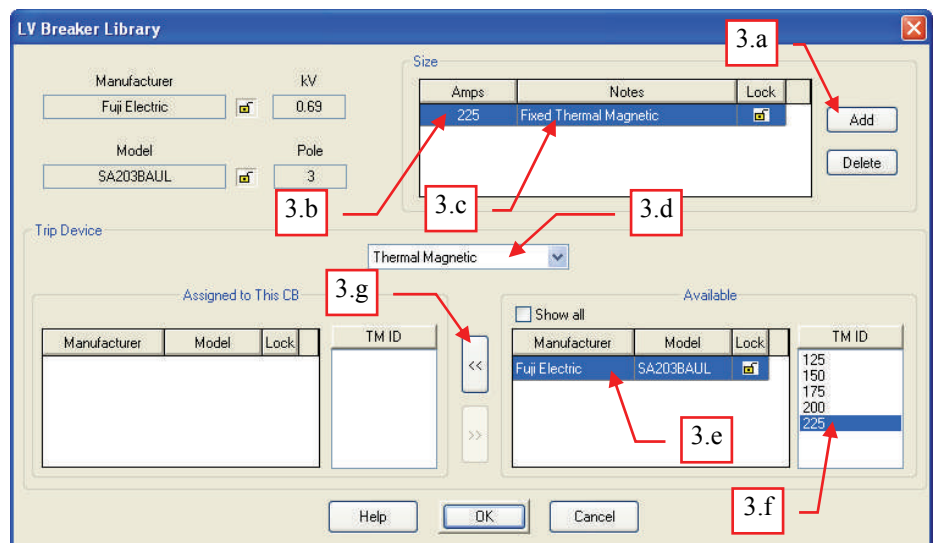 LV Breaker Library
3.a
Size
Manufacturer kV
Amps Notes Lock
Fuji Electric 0.69
225 Fixed Thermal Magnetic
Add
Model Pole
Delete
SA203BAUL 3
3.b
3.c
3.d
Trip Device
Thermal Magnetic
Assigned to This CB
3.g
Available
Show all
Manufacturer Model Lock TM ID
<<
>>
Manufacturer Model Lock TM ID
Fuji Electric SA203BAUL
125
150
175
200
225
3.e
3.f
Help OK Cancel